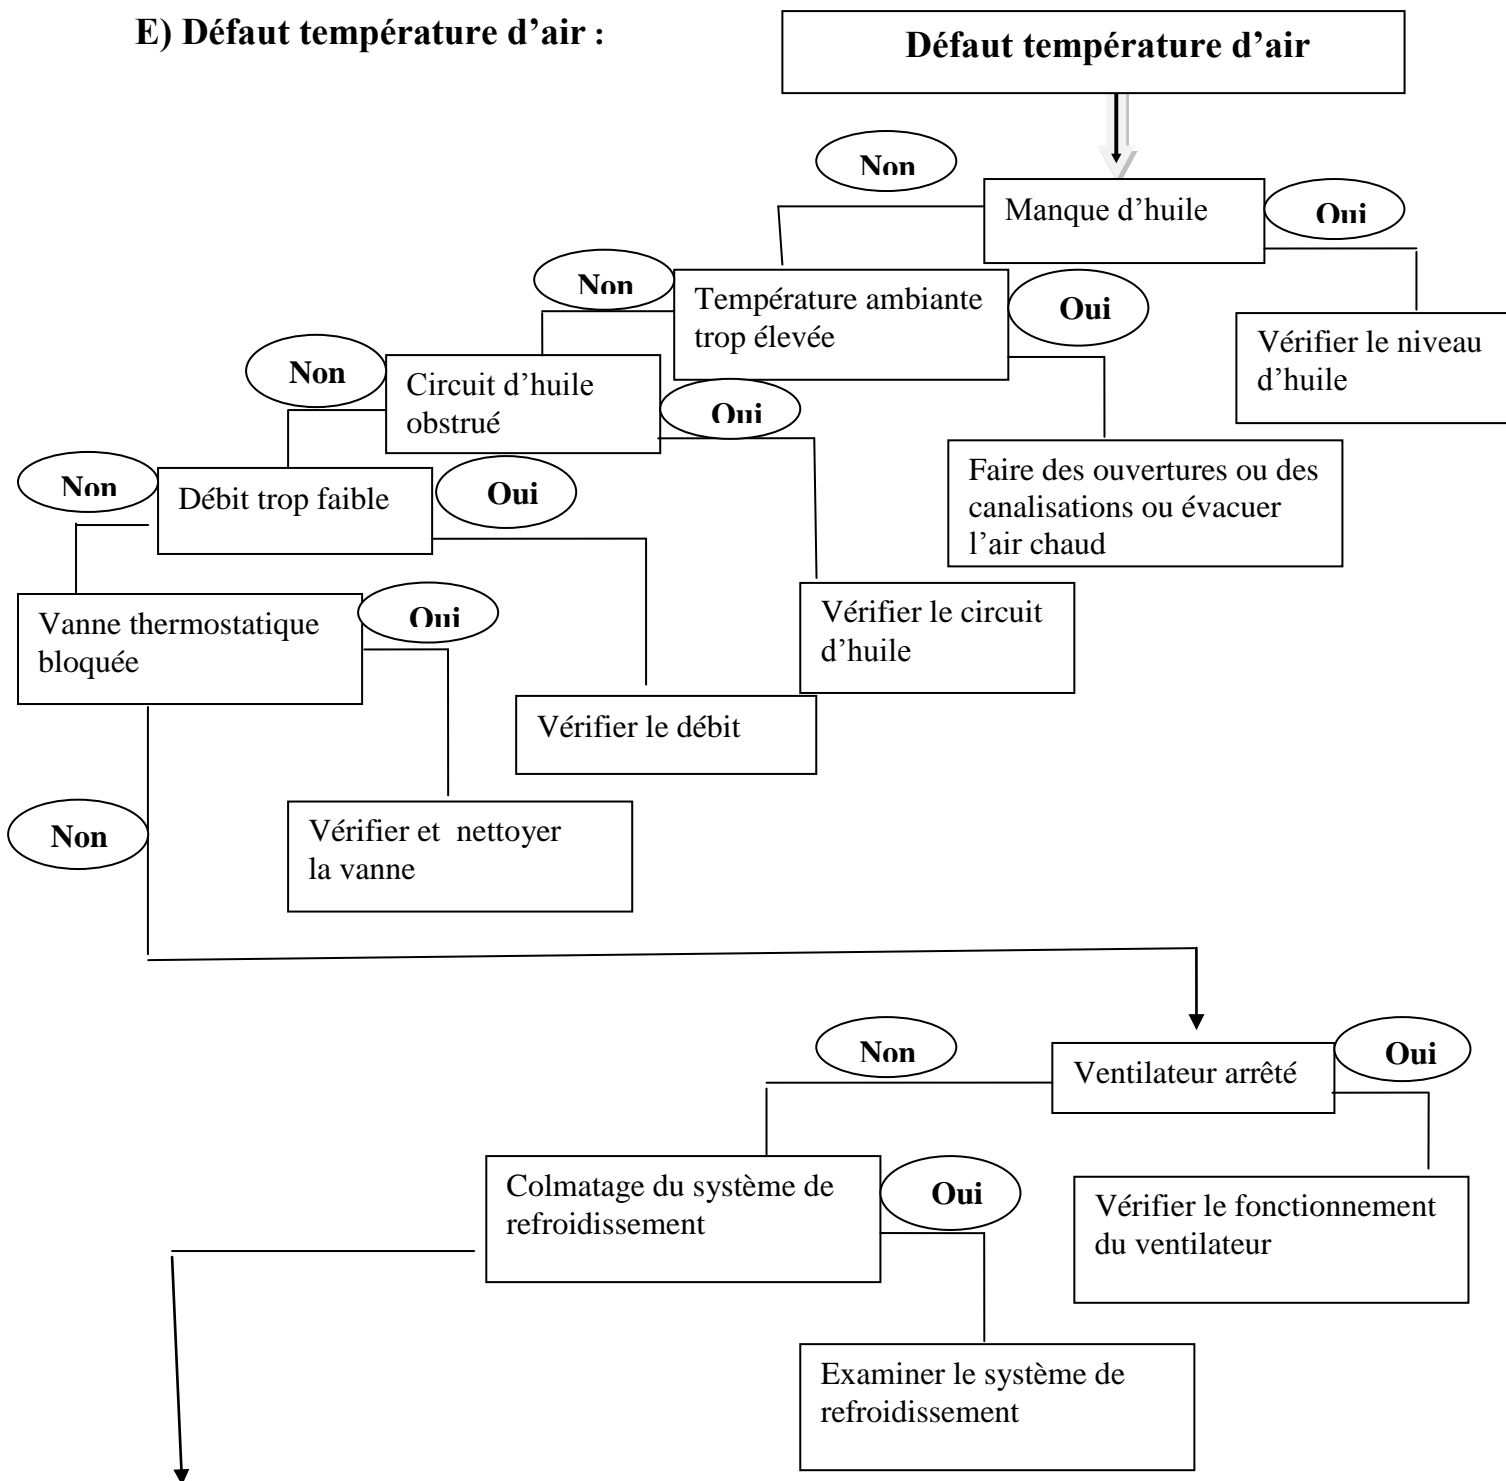 E) Défaut température d’air :
Défaut température d’air
Non
Manque d’huile
Oui
Non
Température ambiante
trop élevée
Oui
Vérifier le niveau
d’huile
Non
Circuit d’huile
obstrué
Oui
Faire des ouvertures ou des
canalisations ou évacuer
l’air chaud
Non
Débit trop faible
Oui
Vérifier le circuit
d’huile
Vanne thermostatique
bloquée
Oui
Vérifier le débit
Non
Vérifier et nettoyer
la vanne
Non
Ventilateur arrêté
Oui
Colmatage du système de
refroidissement
Oui
Vérifier le fonctionnement
du ventilateur
Examiner le système de
refroidissement